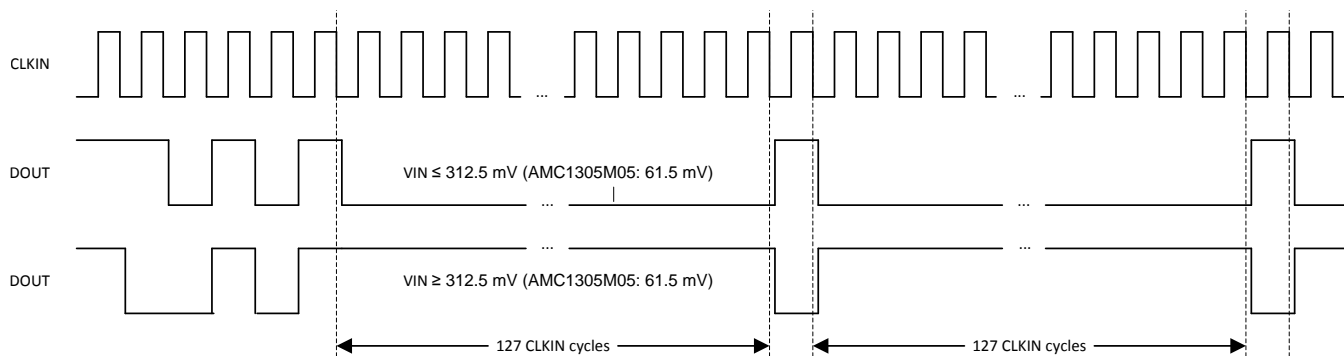 CLKIN
...
...
DOUT
VIN ≤ 312.5 mV (AMC1305M05: 61.5 mV)
...
...
...
...
DOUT
VIN ≥ 312.5 mV (AMC1305M05: 61.5 mV)
127 CLKIN cycles
127 CLKIN cycles